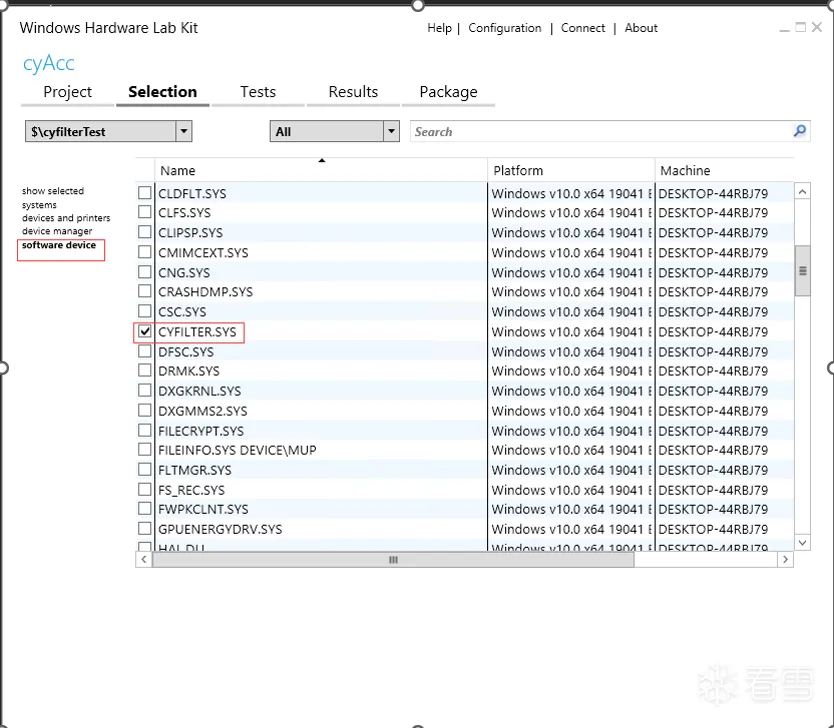 Windows Hardware Lab Kit
Help | Configuration | Connect | About
cyAcc
Project Selection Tests Results Package
$\cyfilterTest All Search
Name Platform Machine
show selected
systems
devices and printers
device manager
software device
CLDFLT.SYS Windows v10.0 x64 19041 DESKTOP-44RBJ79
CLFS.SYS Windows v10.0 x64 19041 DESKTOP-44RBJ79
CLIPSP.SYS Windows v10.0 x64 19041 DESKTOP-44RBJ79
CMIMCEXT.SYS Windows v10.0 x64 19041 DESKTOP-44RBJ79
CNG.SYS Windows v10.0 x64 19041 DESKTOP-44RBJ79
CRASHDMP.SYS Windows v10.0 x64 19041 DESKTOP-44RBJ79
CSC.SYS Windows v10.0 x64 19041 DESKTOP-44RBJ79
CYFILTER.SYS Windows v10.0 x64 19041 DESKTOP-44RBJ79
DFSC.SYS Windows v10.0 x64 19041 DESKTOP-44RBJ79
DRMK.SYS Windows v10.0 x64 19041 DESKTOP-44RBJ79
DXGKRNL.SYS Windows v10.0 x64 19041 DESKTOP-44RBJ79
DXGMMS2.SYS Windows v10.0 x64 19041 DESKTOP-44RBJ79
FILECRYPT.SYS Windows v10.0 x64 19041 DESKTOP-44RBJ79
FILEINFO.SYS DEVICE\MUP Windows v10.0 x64 19041 DESKTOP-44RBJ79
FLTMGR.SYS Windows v10.0 x64 19041 DESKTOP-44RBJ79
FS_REC.SYS Windows v10.0 x64 19041 DESKTOP-44RBJ79
FWPKCLNT.SYS Windows v10.0 x64 19041 DESKTOP-44RBJ79
GPUENERGYDRV.SYS Windows v10.0 x64 19041 DESKTOP-44RBJ79
HAL.DLL Windows v10.0 x64 19041 DESKTOP-44RBJ79
看雪